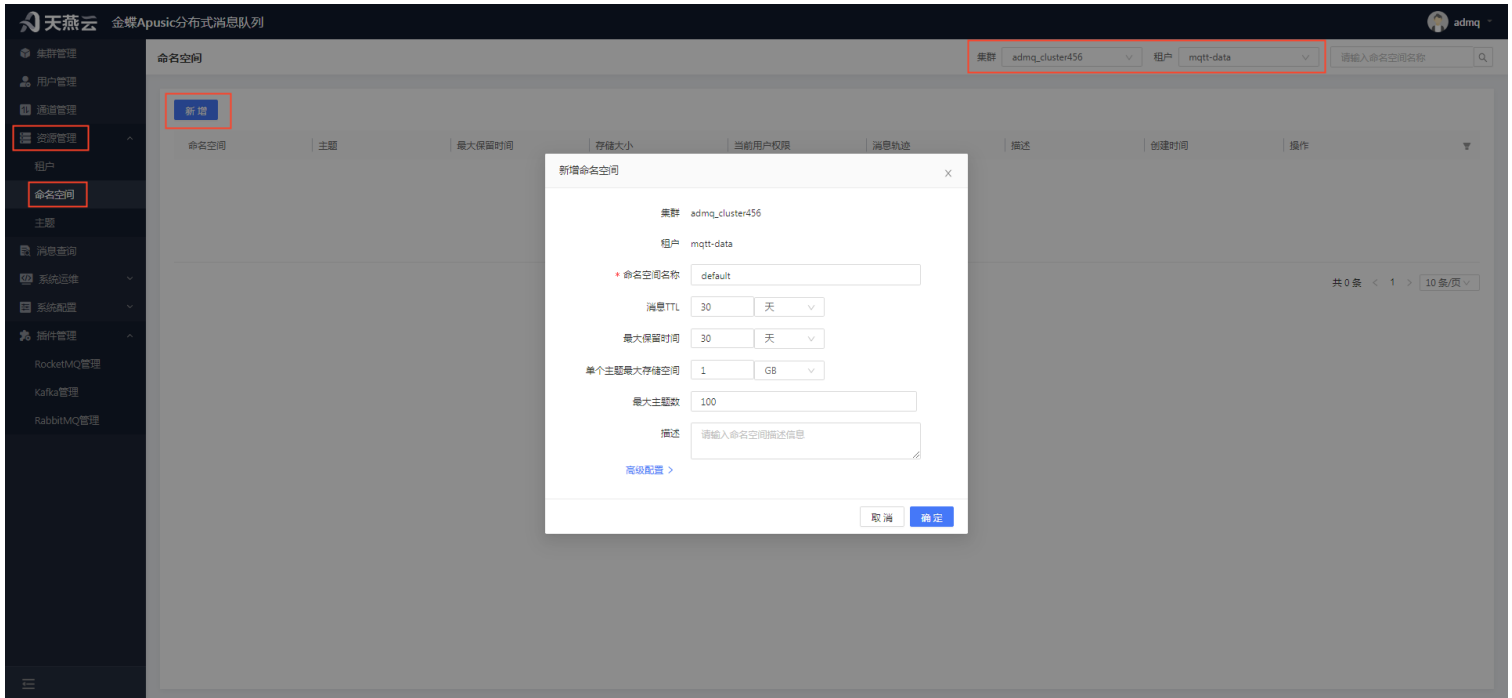 天燕云 金蝶Apusic分布式消息队列
admq
集群管理
用户管理
通道管理
资源管理
租户
命名空间
主题
消息查询
系统运维
系统配置
插件管理
RocketMQ管理
Kafka管理
RabbitMQ管理
命名空间
集群 admq_cluster456 租户 mqtt-data 请输入命名空间名称
新增
命名空间 主题 最大保留时间 存储大小 当前用户权限 消息轨迹 描述 创建时间 操作
共 0 条 < 1 > 10 条/页
新增命名空间
集群 admq_cluster456
租户 mqtt-data
* 命名空间名称 default
消息TTL 30 天
最大保留时间 30 天
单个主题最大存储空间 1 GB
最大主题数 100
描述 请输入命名空间描述信息
高级配置 >
取消 确定